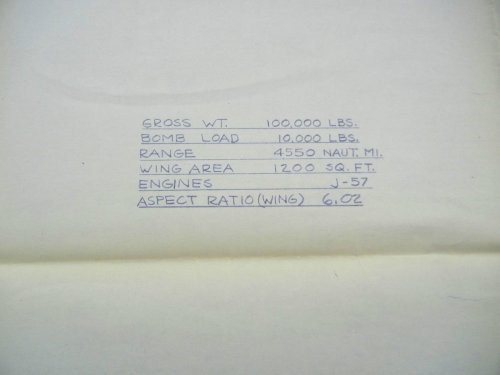 GROSS WT. 100,000 LBS.
BOMB LOAD 10,000 LBS.
RANGE 4550 NAUT. MI.
WING AREA 1200 SQ. FT.
ENGINES J-57
ASPECT RATIO (WING) 6.02